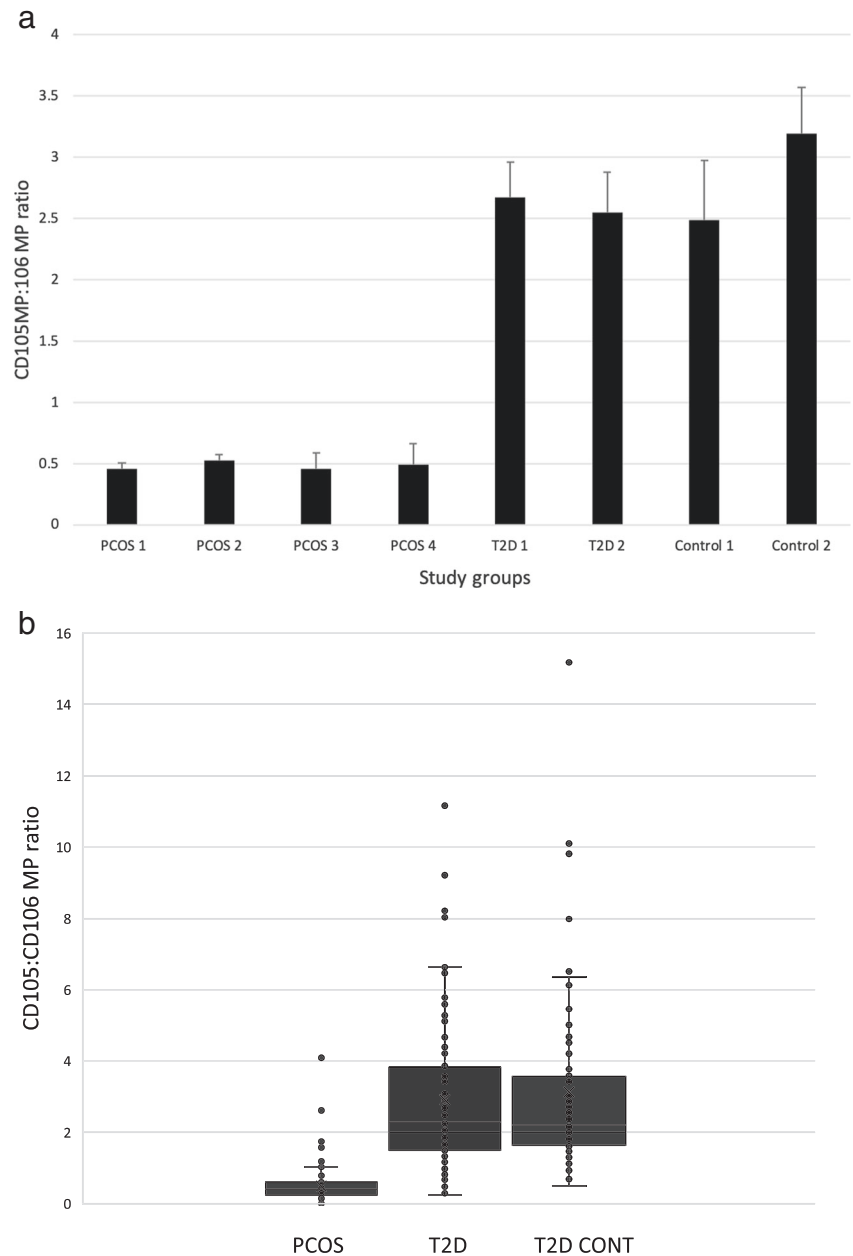 a
4
3.5
3
2.5
2
1.5
1
0.5
0
CD105MP:106 MP ratio
PCOS 1 PCOS 2 PCOS 3 PCOS 4 T2D 1 T2D 2 Control 1 Control 2
Study groups
b
16
14
12
10
8
6
4
2
0
CD105:CD106 MP ratio
PCOS T2D T2D CONT